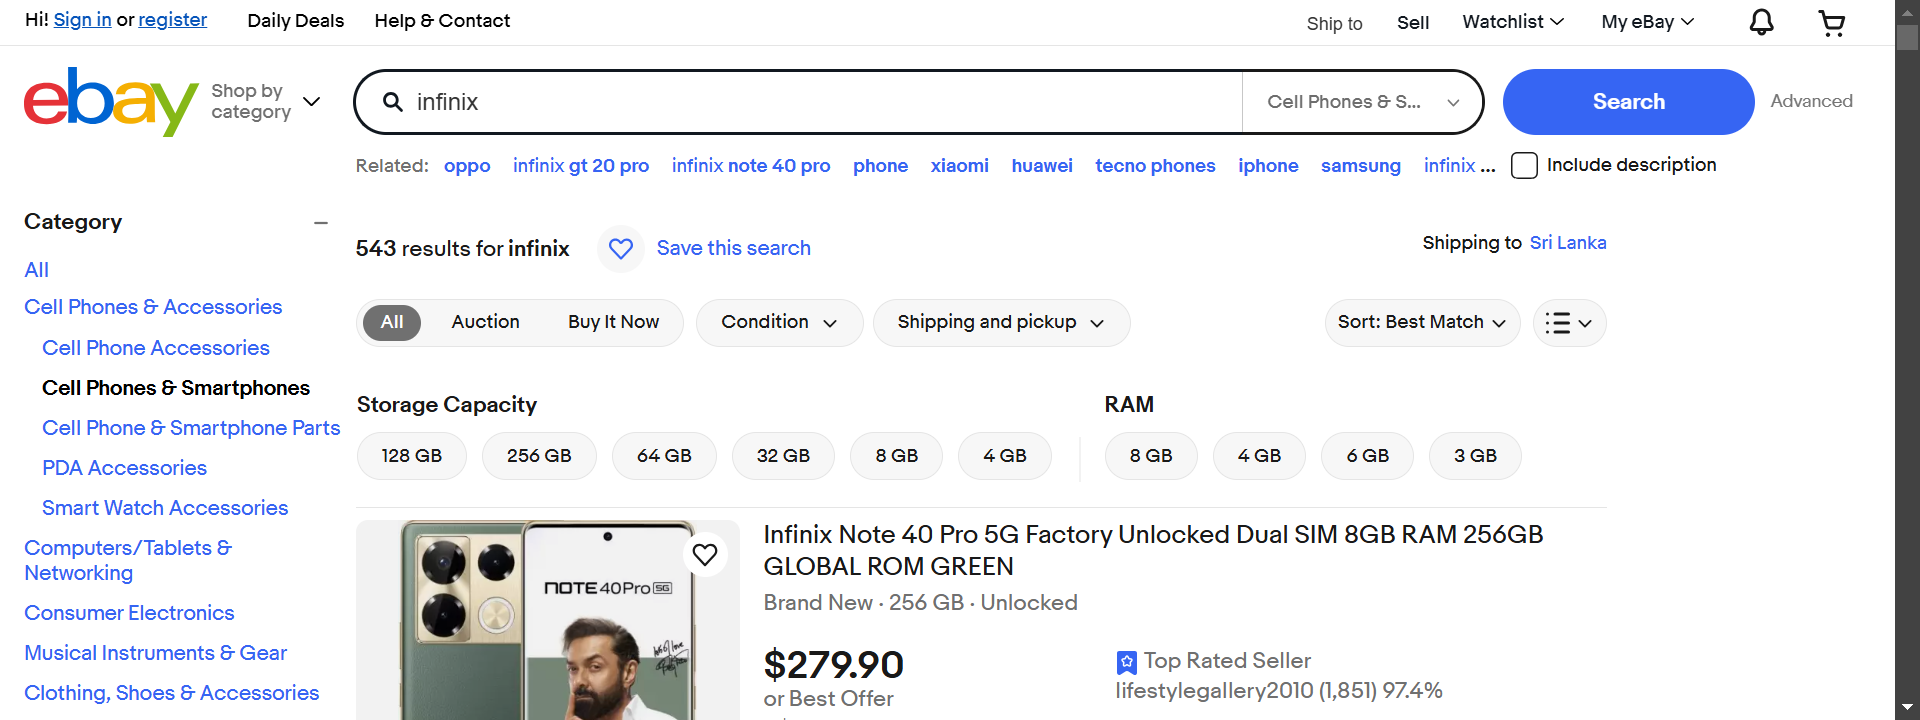 Hi! Sign in or register Daily Deals Help & Contact Ship to Sell Watchlist My eBay
ebay Shop by category infinix Cell Phones & S... Search Advanced
Related: oppo infinix gt 20 pro infinix note 40 pro phone xiaomi huawei tecno phones iphone samsung infinix ... Include description
Category
All
Cell Phones & Accessories
Cell Phone Accessories
Cell Phones & Smartphones
Cell Phone & Smartphone Parts
PDA Accessories
Smart Watch Accessories
Computers/Tablets &
Networking
Consumer Electronics
Musical Instruments & Gear
Clothing, Shoes & Accessories
543 results for infinix Save this search Shipping to Sri Lanka
All Auction Buy It Now Condition Shipping and pickup Sort: Best Match
Storage Capacity RAM
128 GB 256 GB 64 GB 32 GB 8 GB 4 GB 8 GB 4 GB 6 GB 3 GB
NOTE 40 Pro 5G
Infinix Note 40 Pro 5G Factory Unlocked Dual SIM 8GB RAM 256GB
GLOBAL ROM GREEN
Brand New · 256 GB · Unlocked
$279.90
or Best Offer
Top Rated Seller
lifestylegallery2010 (1,851) 97.4%